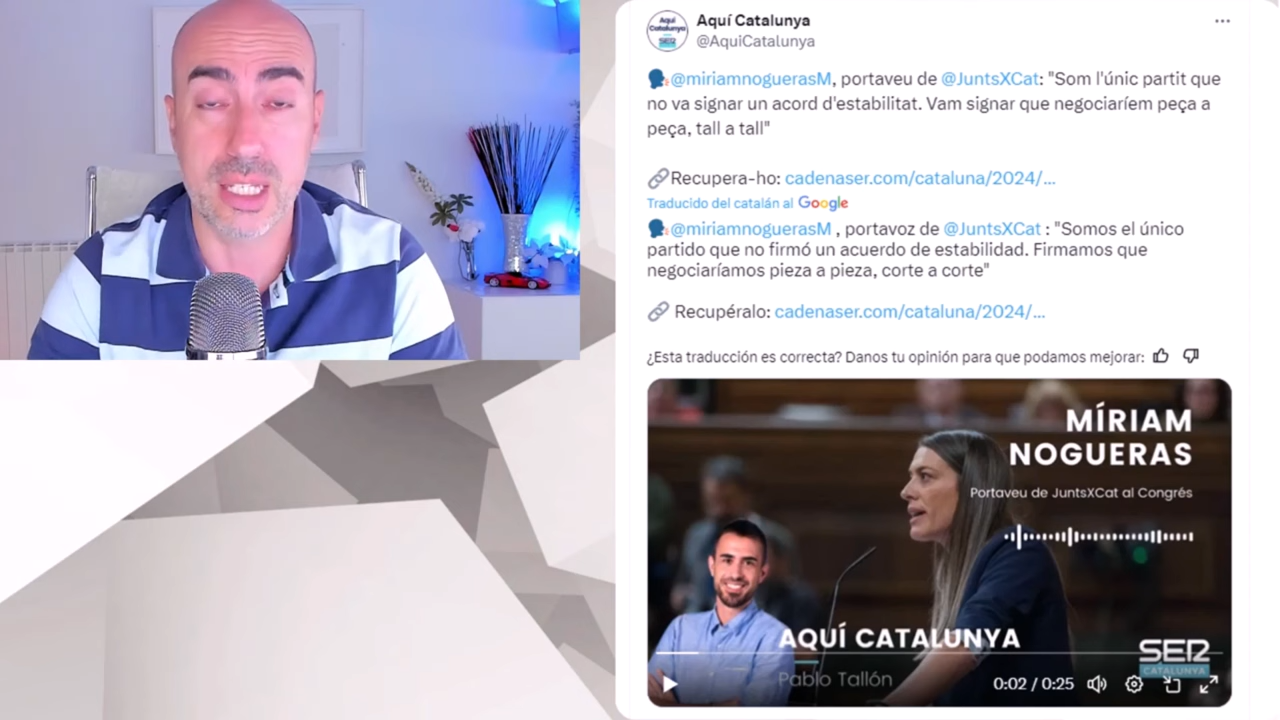 Aquí Catalunya
@AquiCatalunya
Aquí
Catalunya
SER
🗣@miriamnoguerasM, portaveu de @JuntsXCat: "Som l'únic partit que
no va signar un acord d'estabilitat. Vam signar que negociaríem peça a
peça, tall a tall"
🔗Recupera-ho: cadenaser.com/cataluna/2024/...
Traducido del catalán al Google
🗣@miriamnoguerasM , portavoz de @JuntsXCat : "Somos el único
partido que no firmó un acuerdo de estabilidad. Firmamos que
negociaríamos pieza a pieza, corte a corte"
🔗 Recupéralo: cadenaser.com/cataluna/2024/...
¿Esta traducción es correcta? Danos tu opinión para que podamos mejorar:
MÍRIAM
NOGUERAS
Portaveu de JuntsXCat al Congrés
AQUÍ CATALUNYA
Pablo Tallón
SER
CATALUNYA
0:02 / 0:25